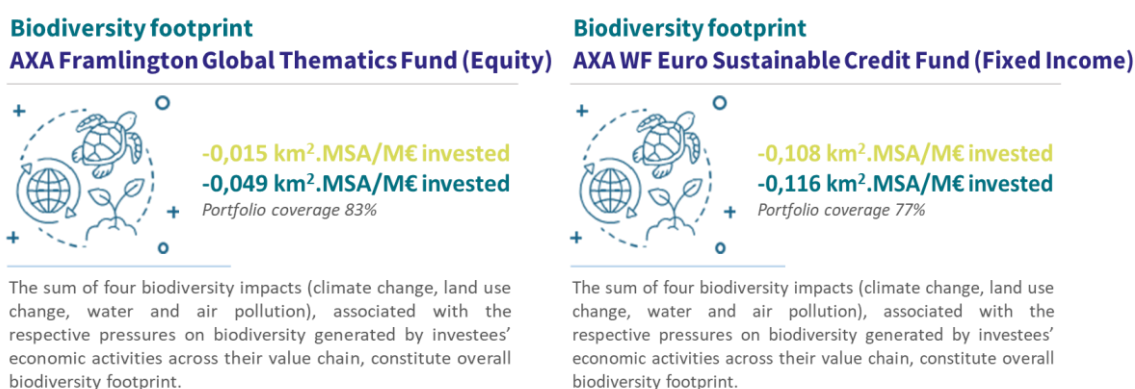 Biodiversity footprint
AXA Framlington Global Thematics Fund (Equity)
-0,015 km².MSA/M€ invested
-0,049 km².MSA/M€ invested
Portfolio coverage 83%
The sum of four biodiversity impacts (climate change, land use
change, water and air pollution), associated with the
respective pressures on biodiversity generated by investees’
economic activities across their value chain, constitute overall
biodiversity footprint.
Biodiversity footprint
AXA WF Euro Sustainable Credit Fund (Fixed Income)
-0,108 km².MSA/M€ invested
-0,116 km².MSA/M€ invested
Portfolio coverage 77%
The sum of four biodiversity impacts (climate change, land use
change, water and air pollution), associated with the
respective pressures on biodiversity generated by investees’
economic activities across their value chain, constitute overall
biodiversity footprint.